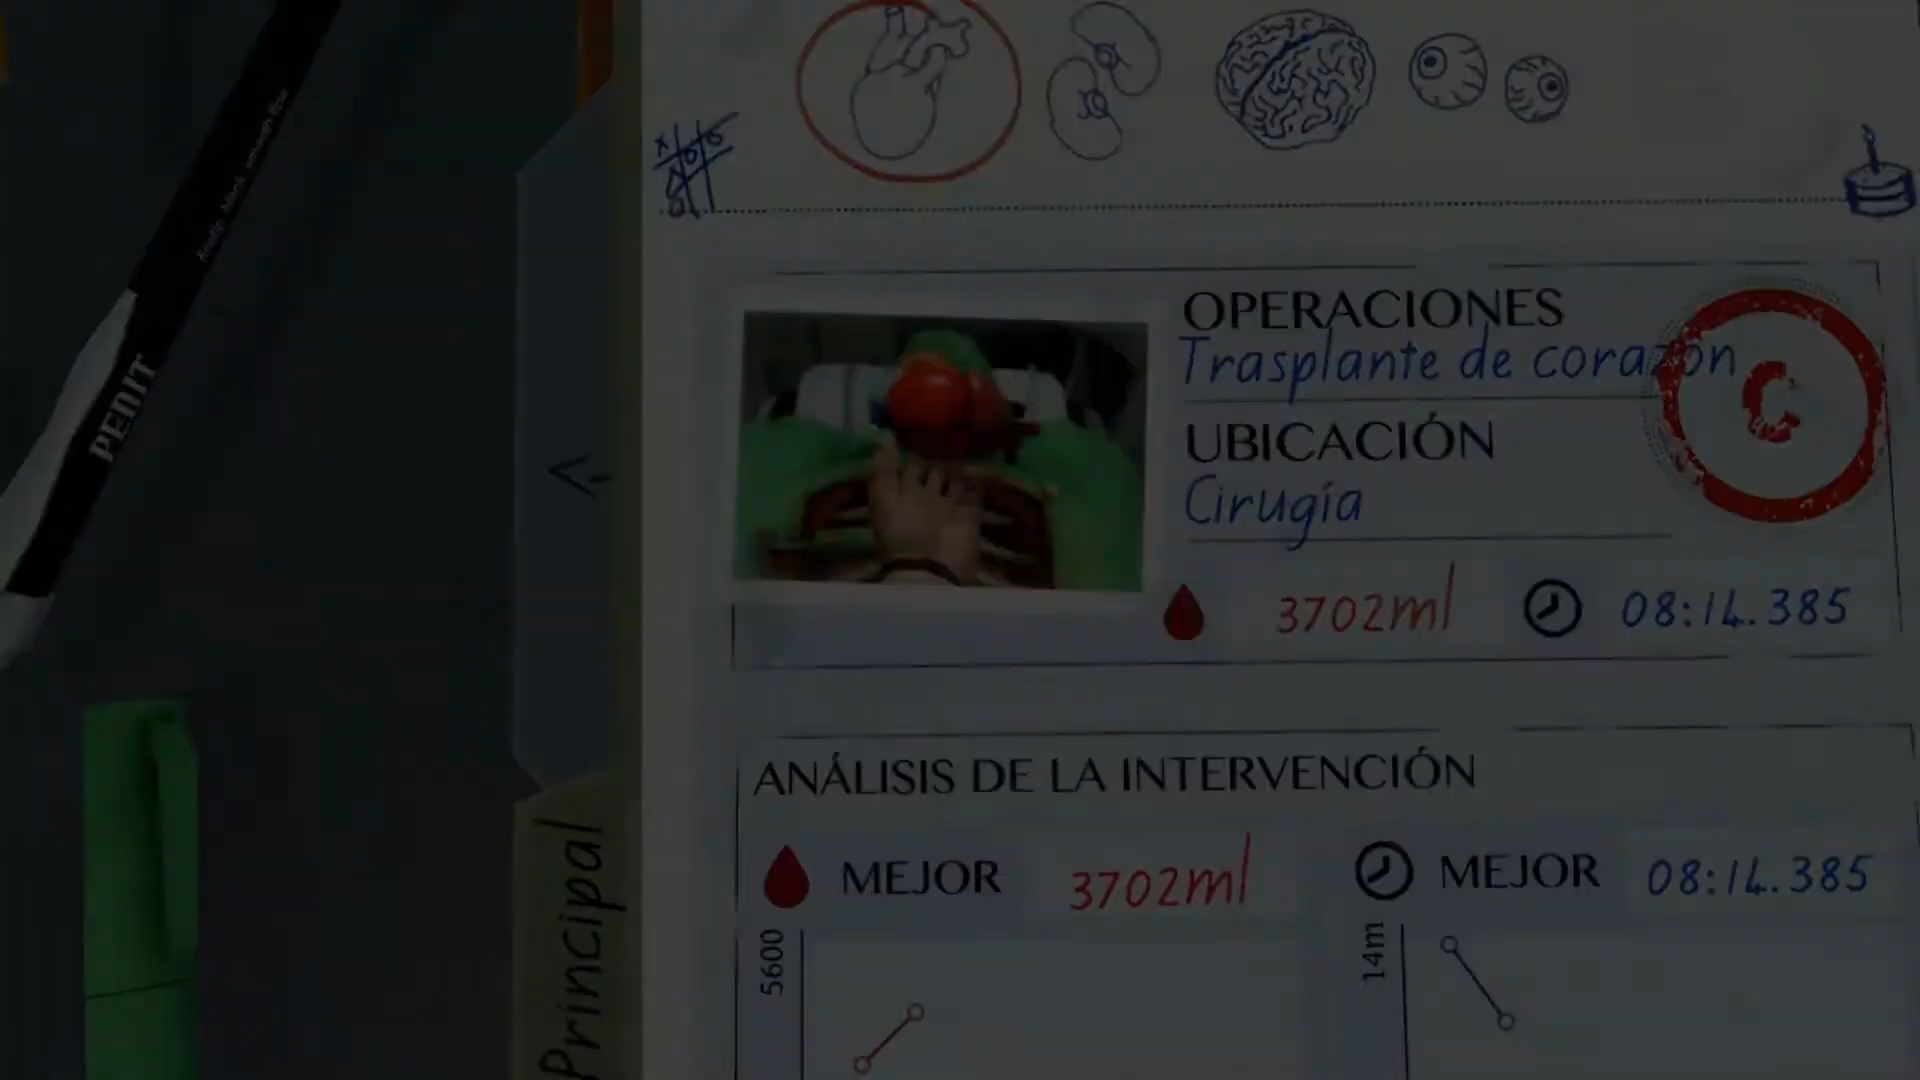 OPERACIONES
Trasplante de corazón
C
UBICACIÓN
Cirugía
3702ml
08:14.385
ANÁLISIS DE LA INTERVENCIÓN
MEJOR 3702ml
MEJOR 08:14.385
5600
14m
Principal
PENIT